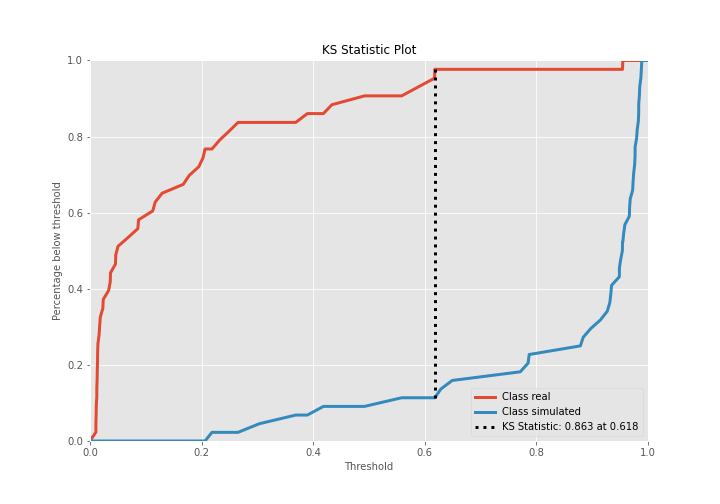 KS Statistic Plot
1.0
0.8
0.6
0.4
0.2
0.0
Percentage below threshold
0.0 0.2 0.4 0.6 0.8 1.0
Threshold
Class real
Class simulated
KS Statistic: 0.863 at 0.618